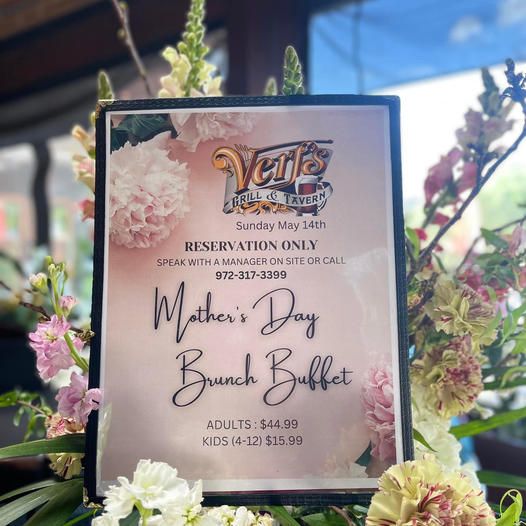 Verf's
GRILL & TAVERN
Sunday May 14th
RESERVATION ONLY
SPEAK WITH A MANAGER ON SITE OR CALL
972-317-3399
Mother's Day
Brunch Buffet
ADULTS : $44.99
KIDS (4-12) $15.99